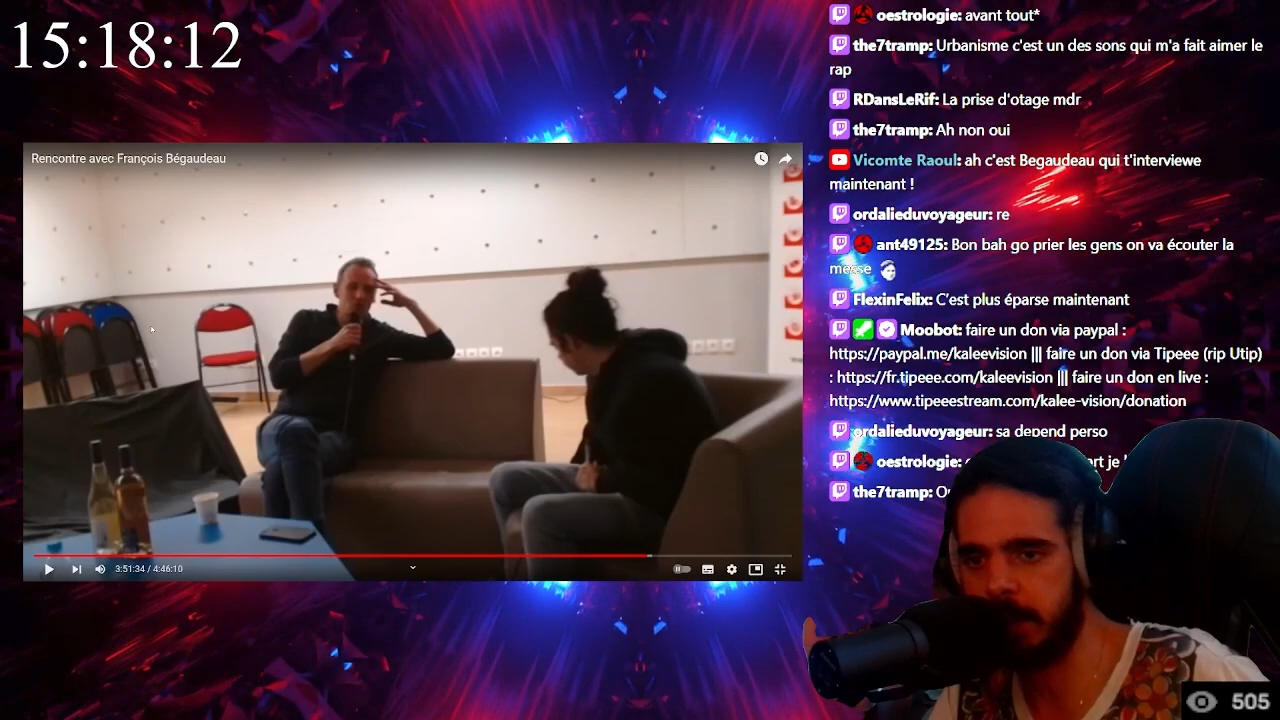 15:18:12
Rencontre avec François Bégaudeau
3:51:34 / 4:46:10
oestrologie: avant tout*
the7tramp: Urbanisme c'est un des sons qui m'a fait aimer le
rap
RDansLeRif: La prise d'otage mdr
the7tramp: Ah non oui
Vicomte Raoul: ah c'est Begaudeau qui t'interviewe
maintenant !
ordalieduvoyageur: re
ant49125: Bon bah go prier les gens on va écouter la
messe
FlexinFelix: C'est plus éparse maintenant
Moobot: faire un don via paypal :
https://paypal.me/kaleevision ||| faire un don via Tipeee (rip Utip)
: https://fr.tipeee.com/kaleevision ||| faire un don en live :
https://www.tipeeestream.com/kalee-vision/donation
ordalieduvoyageur: sa depend perso
oestrologie:
the7tramp:
505